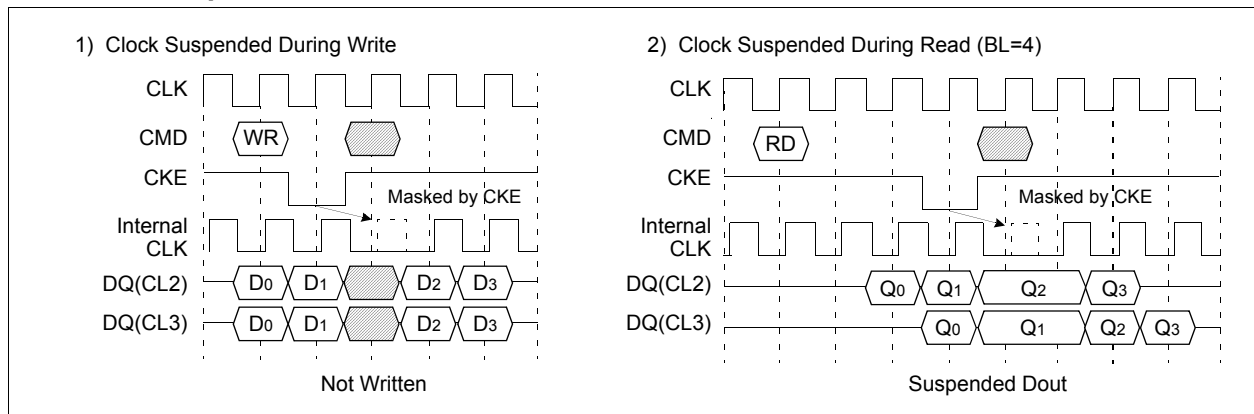 1) Clock Suspended During Write
CLK
CMD
WR
CKE
Masked by CKE
Internal
CLK
DQ(CL2)
D0 D1 D2 D3
DQ(CL3)
D0 D1 D2 D3
Not Written
2) Clock Suspended During Read (BL=4)
CLK
CMD
RD
CKE
Masked by CKE
Internal
CLK
DQ(CL2)
Q0 Q1 Q2 Q3
DQ(CL3)
Q0 Q1 Q2 Q3
Suspended Dout